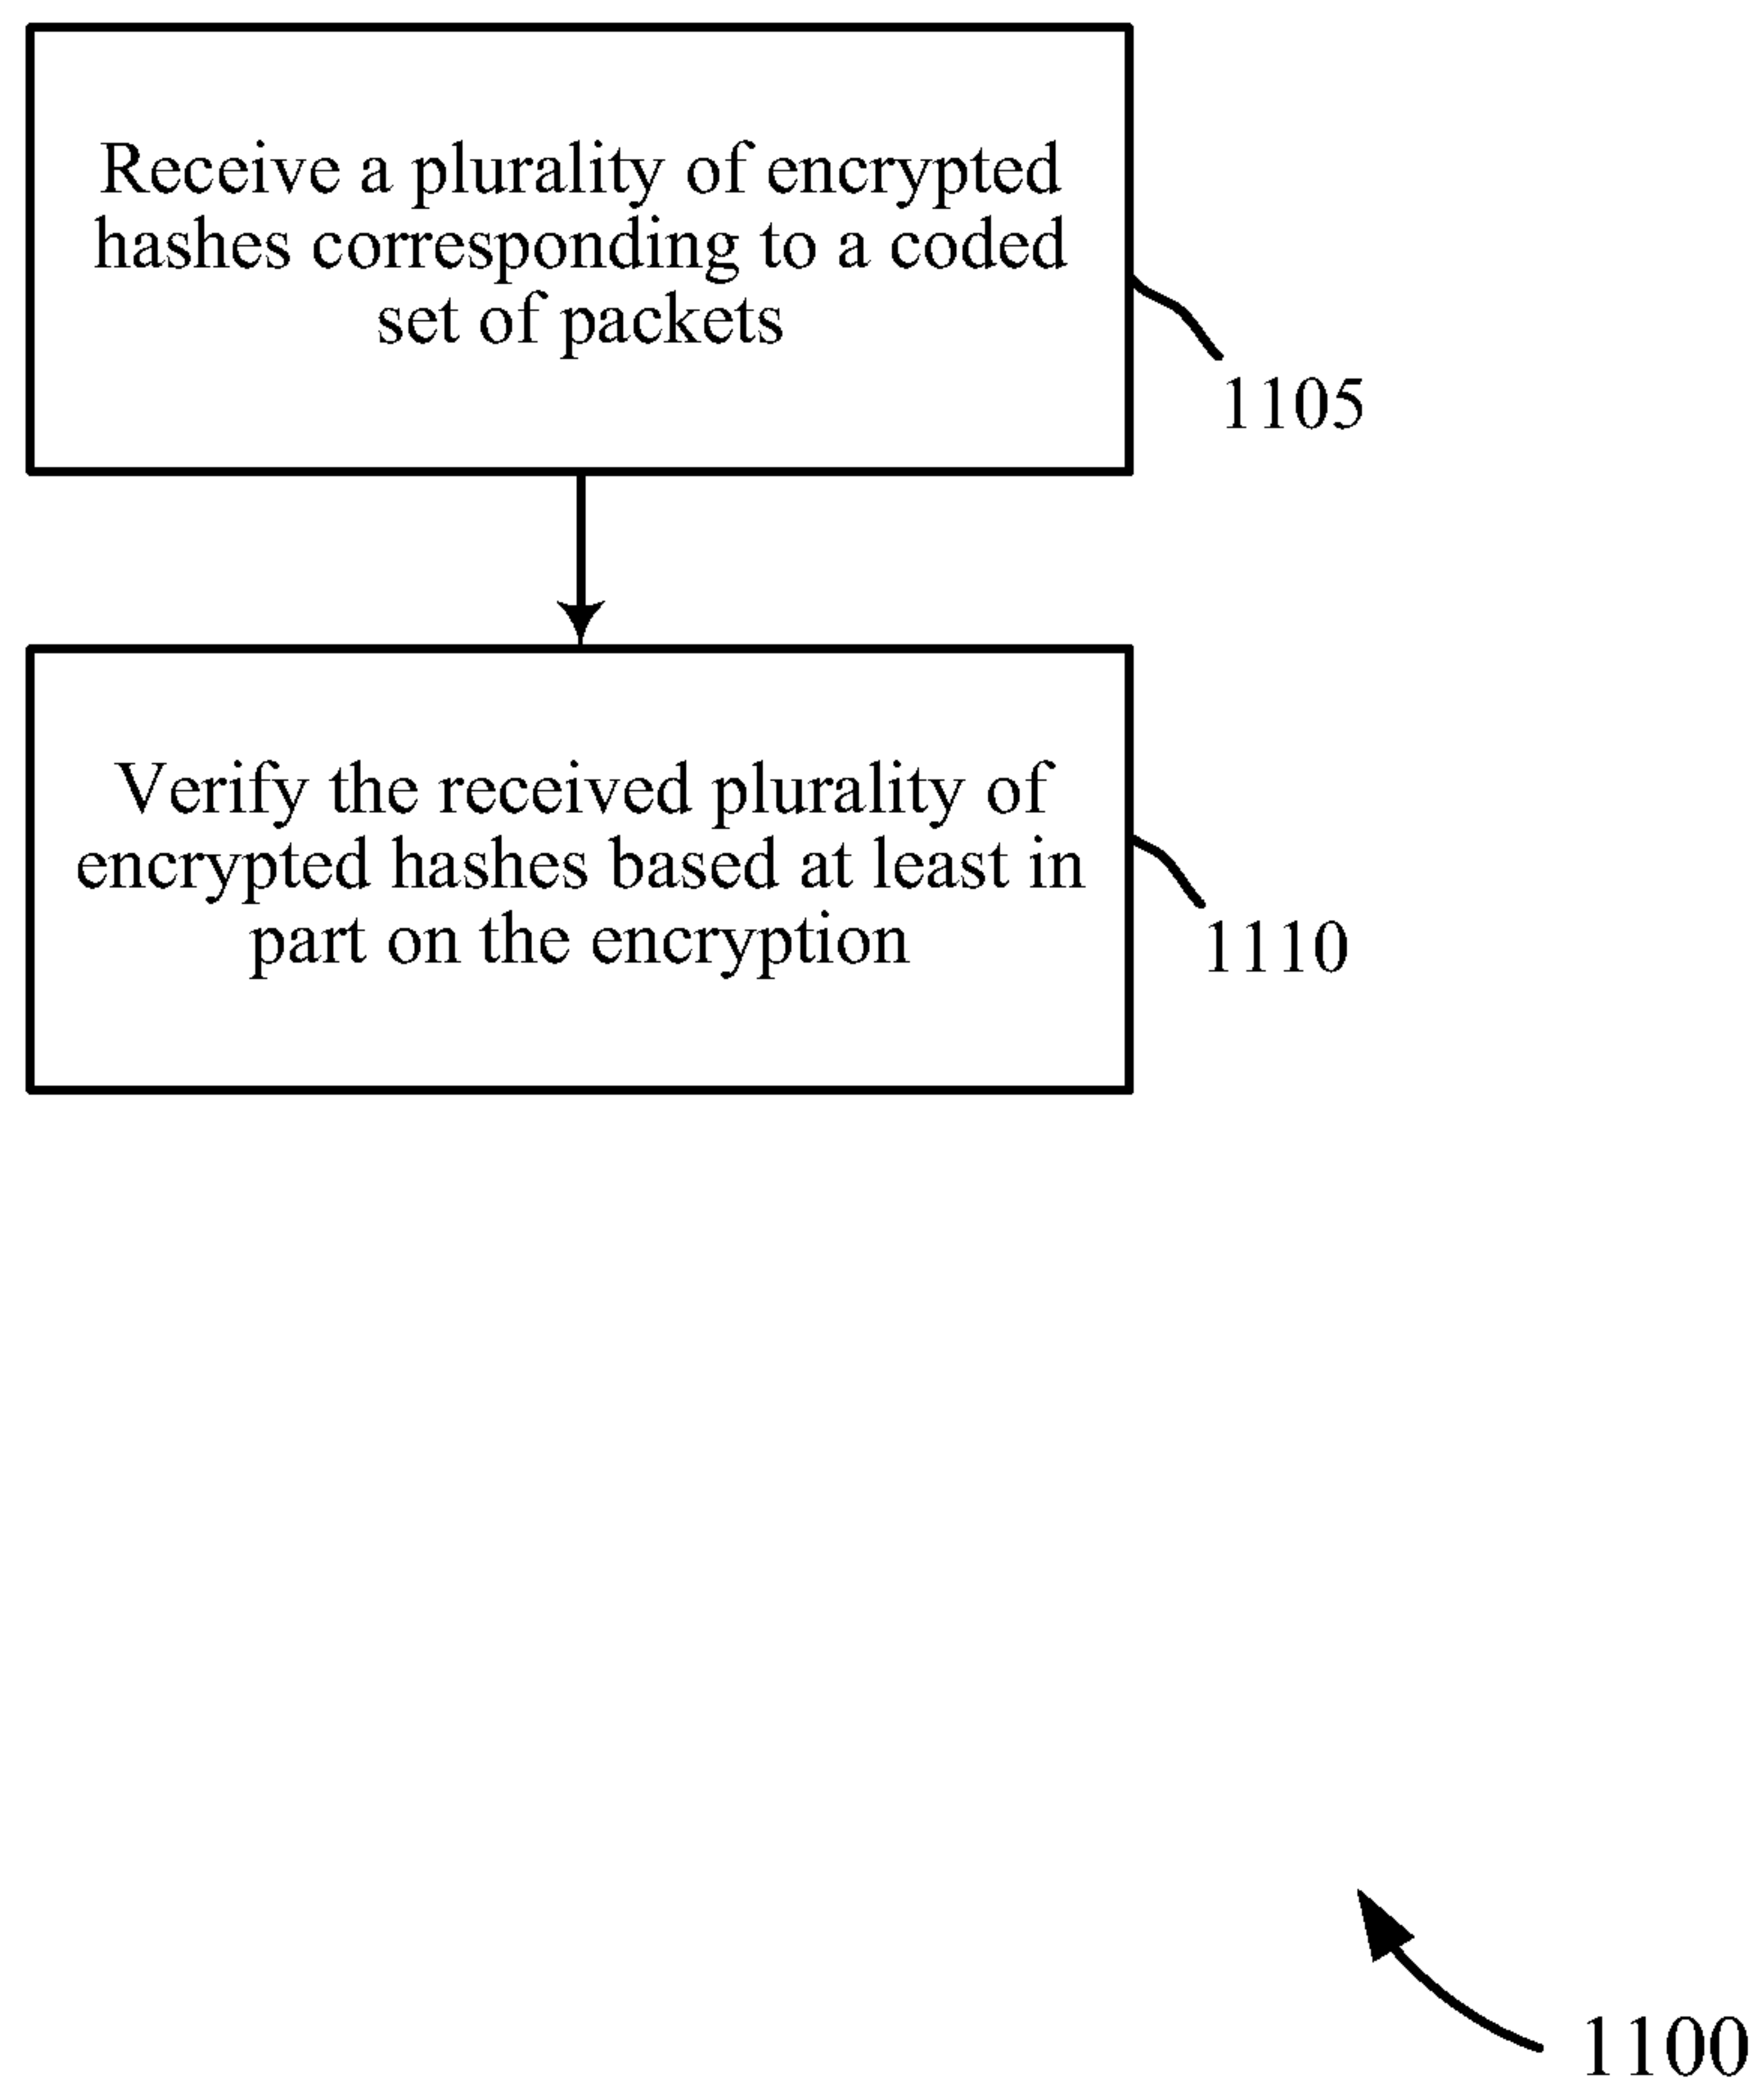 Receive a plurality of encrypted
hashes corresponding to a coded
set of packets
1105
Verify the received plurality of
encrypted hashes based at least in
part on the encryption
1110
1100